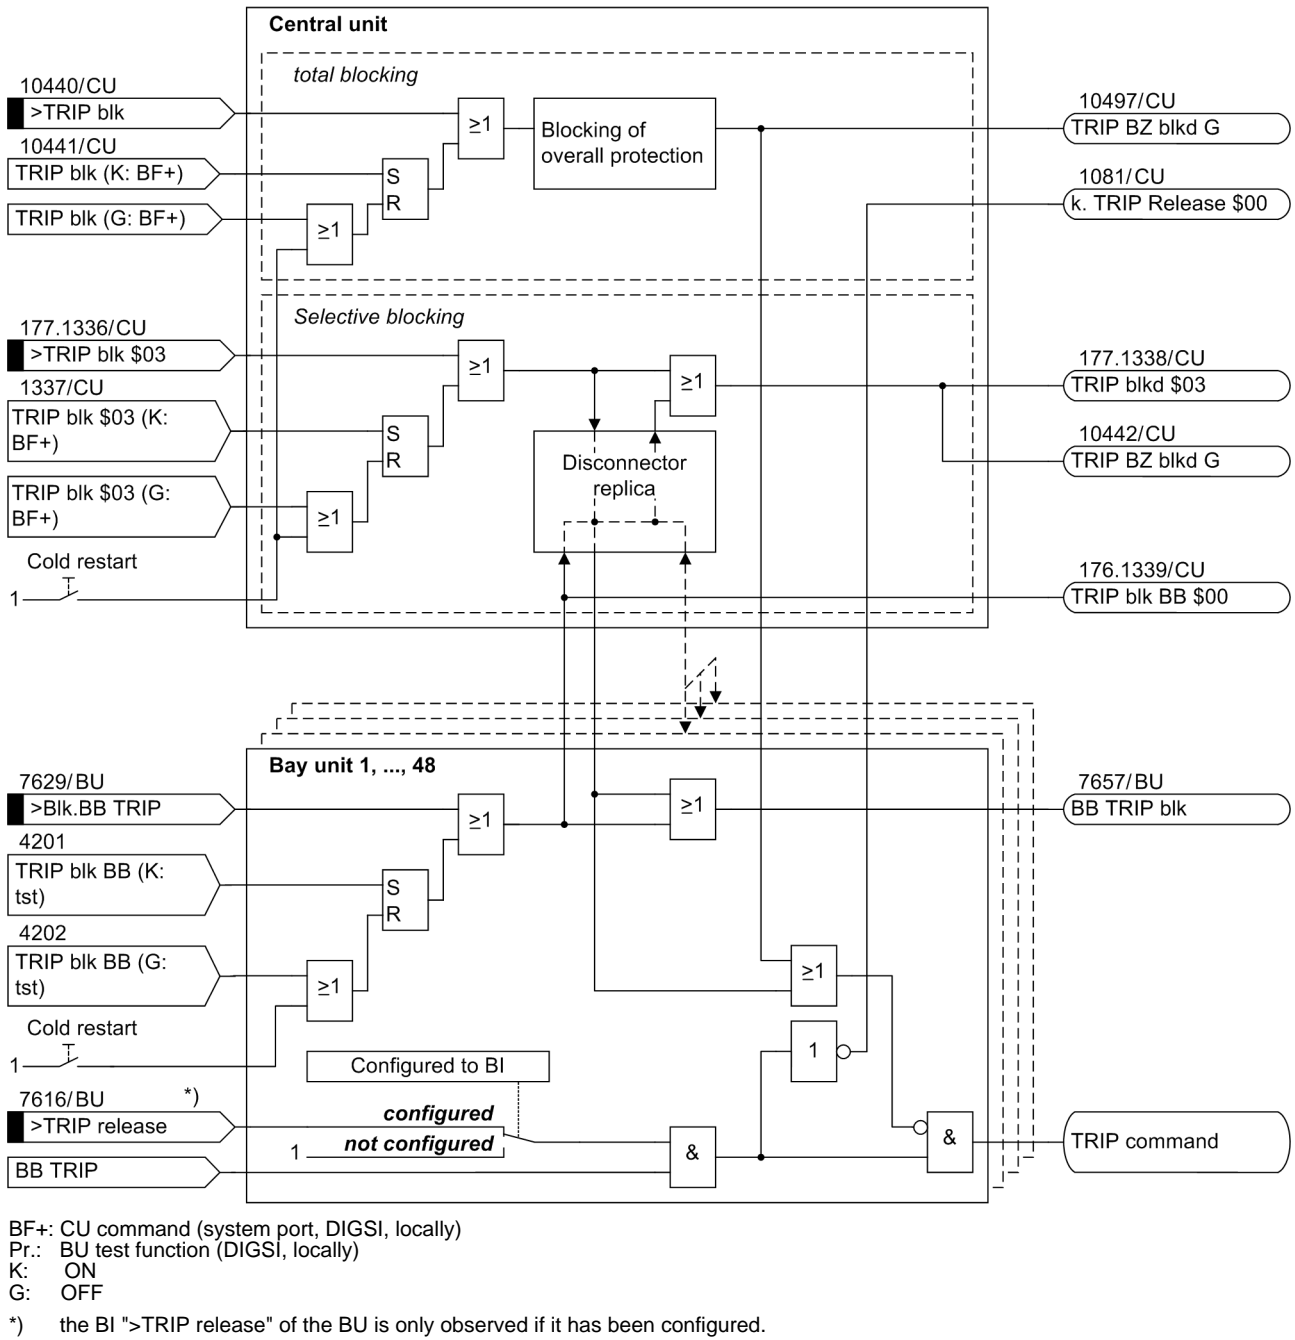 Central unit
total blocking
10440/CU
>TRIP blk
10441/CU
TRIP blk (K: BF+)
TRIP blk (G: BF+)
S
R
≥1
≥1
Blocking of
overall protection
10497/CU
TRIP BZ blkd G
1081/CU
k. TRIP Release $00
Selective blocking
177.1336/CU
>TRIP blk $03
1337/CU
TRIP blk $03 (K:
BF+)
TRIP blk $03 (G:
BF+)
Cold restart
1
S
R
≥1
≥1
≥1
Disconnector
replica
177.1338/CU
TRIP blkd $03
10442/CU
TRIP BZ blkd G
176.1339/CU
TRIP blk BB $00
Bay unit 1, ..., 48
7629/BU
>Blk.BB TRIP
4201
TRIP blk BB (K:
tst)
4202
TRIP blk BB (G:
tst)
Cold restart
1
S
R
≥1
≥1
≥1
≥1
1
7657/BU
BB TRIP blk
Configured to BI
7616/BU
*)
>TRIP release
configured
1
not configured
BB TRIP
&
&
TRIP command
BF+: CU command (system port, DIGSI, locally)
Pr.: BU test function (DIGSI, locally)
K: ON
G: OFF
*) the BI ">TRIP release" of the BU is only observed if it has been configured.